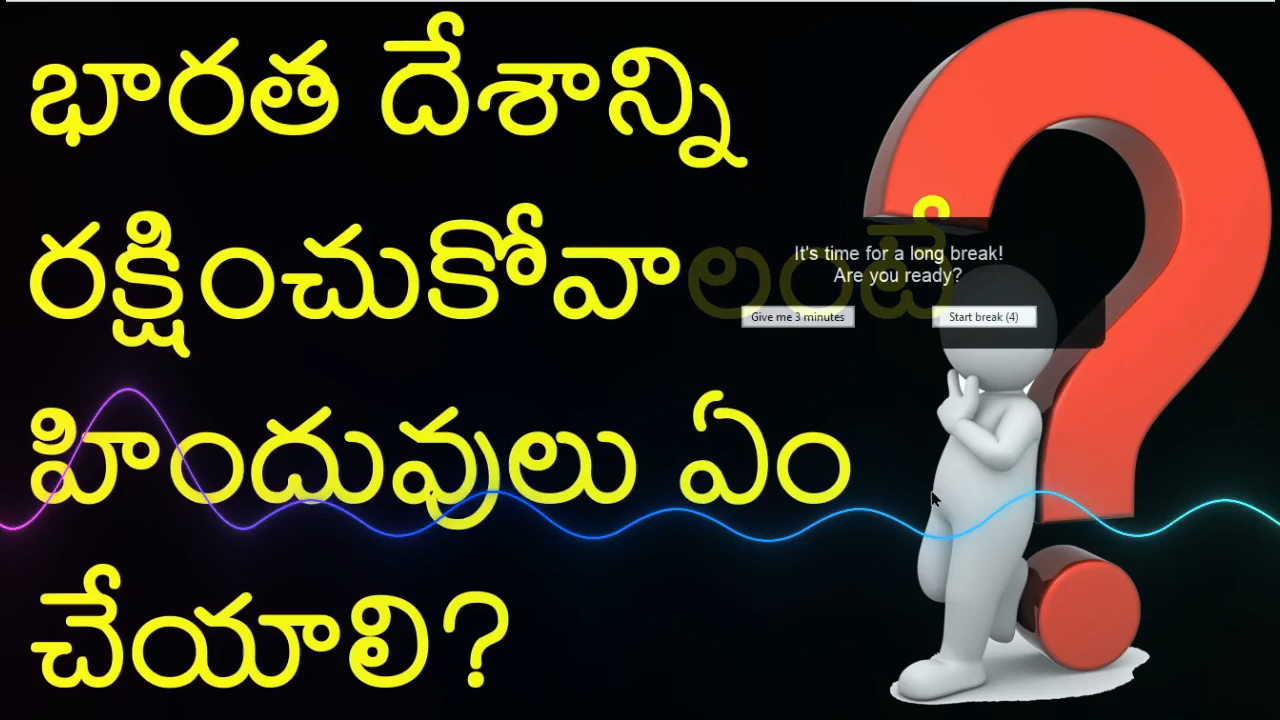 భారత దేశాన్ని
రక్షించుకోవాలంటే
హిందువులు ఏం
చేయాలి?
It's time for a long break!
Are you ready?
Give me 3 minutes
Start break (4)